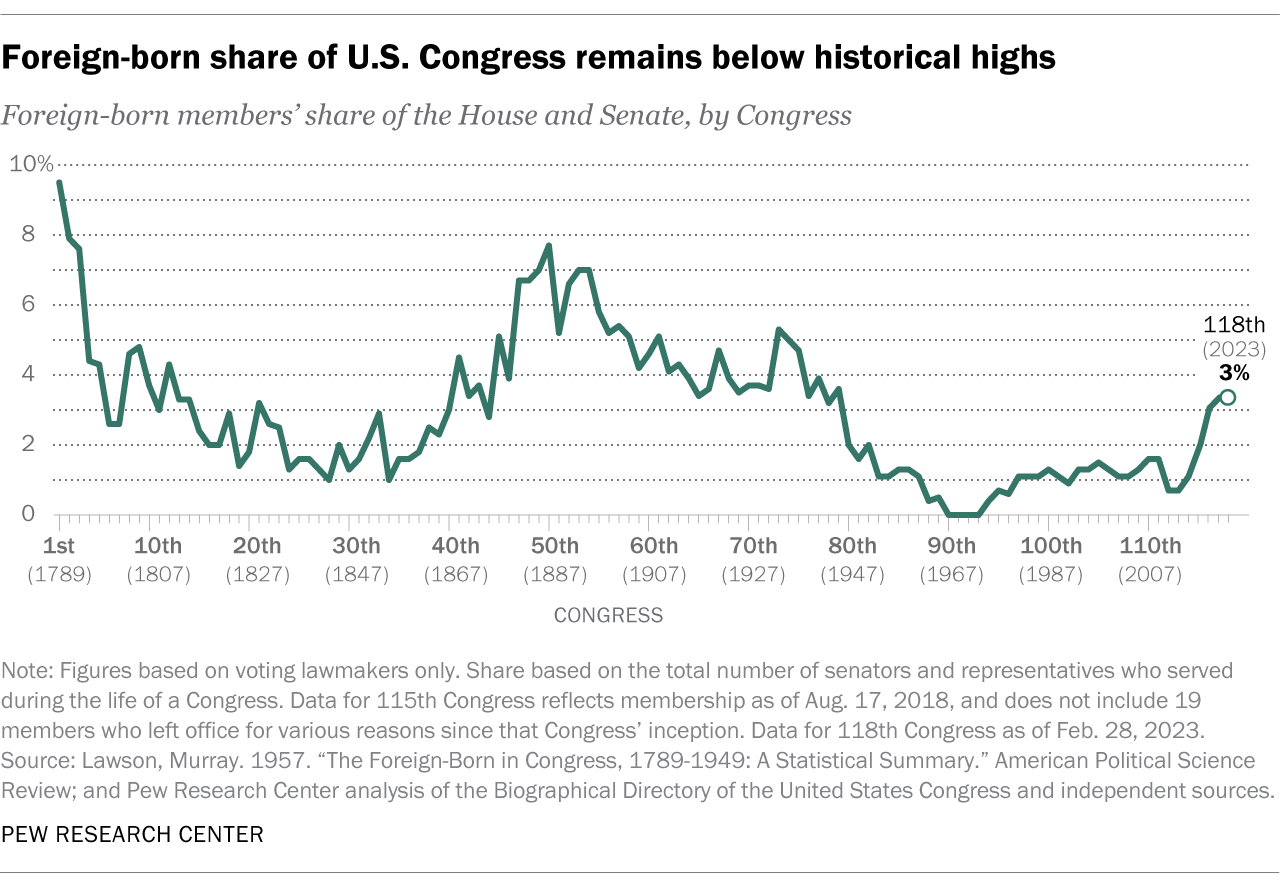 Foreign-born share of U.S. Congress remains below historical highs
Foreign-born members’ share of the House and Senate, by Congress
10%
8
6
4
2
0
118th
(2023)
3%
1st 10th 20th 30th 40th 50th 60th 70th 80th 90th 100th 110th
(1789) (1807) (1827) (1847) (1867) (1887) (1907) (1927) (1947) (1967) (1987) (2007)
CONGRESS
Note: Figures based on voting lawmakers only. Share based on the total number of senators and representatives who served
during the life of a Congress. Data for 115th Congress reflects membership as of Aug. 17, 2018, and does not include 19
members who left office for various reasons since that Congress’ inception. Data for 118th Congress as of Feb. 28, 2023.
Source: Lawson, Murray. 1957. “The Foreign-Born in Congress, 1789-1949: A Statistical Summary.” American Political Science
Review; and Pew Research Center analysis of the Biographical Directory of the United States Congress and independent sources.
PEW RESEARCH CENTER